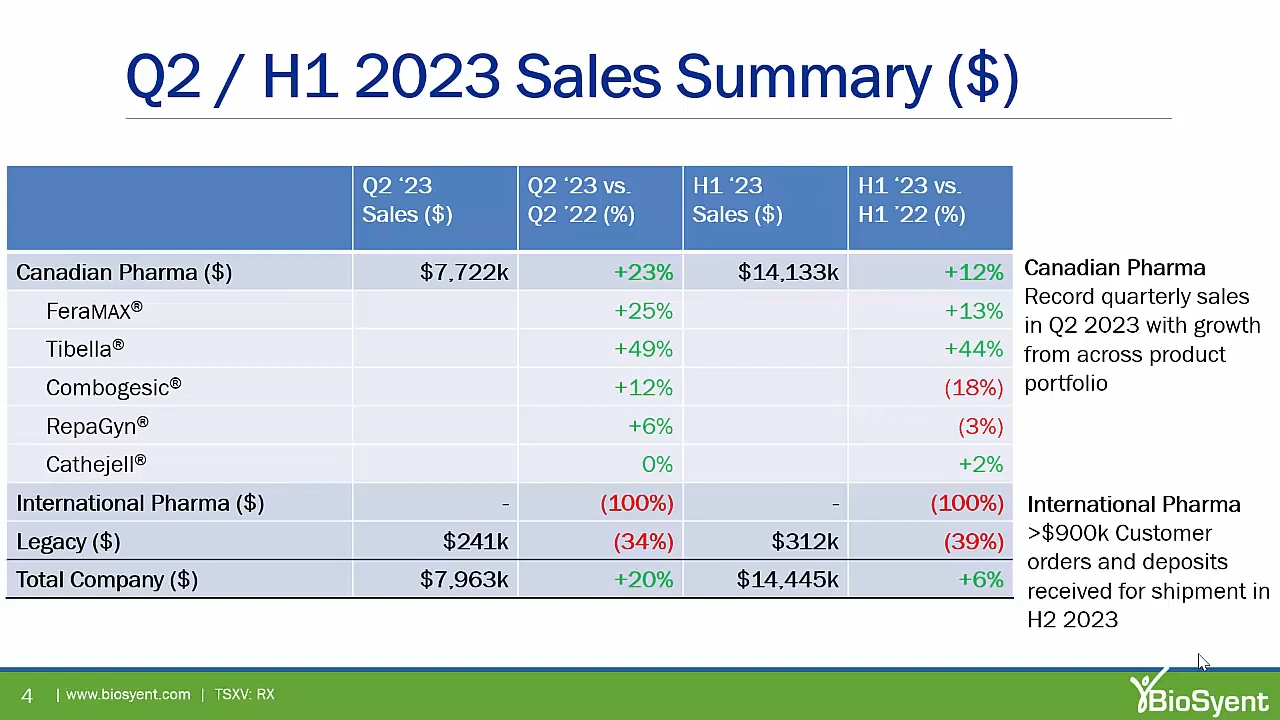 Q2 / H1 2023 Sales Summary ($)
Q2 ‘23 Sales ($) Q2 ‘23 vs. Q2 ’22 (%) H1 ‘23 Sales ($) H1 ‘23 vs. H1 ’22 (%)
Canadian Pharma ($) $7,722k +23% $14,133k +12%
FeraMAX® +25% +13%
Tibella® +49% +44%
Combogesic® +12% (18%)
RepaGyn® +6% (3%)
Cathejell® 0% +2%
International Pharma ($) - (100%) - (100%)
Legacy ($) $241k (34%) $312k (39%)
Total Company ($) $7,963k +20% $14,445k +6%
Canadian Pharma
Record quarterly sales
in Q2 2023 with growth
from across product
portfolio
International Pharma
>$900k Customer
orders and deposits
received for shipment in
H2 2023
4 | www.biosyent.com | TSXV: RX
BioSyent